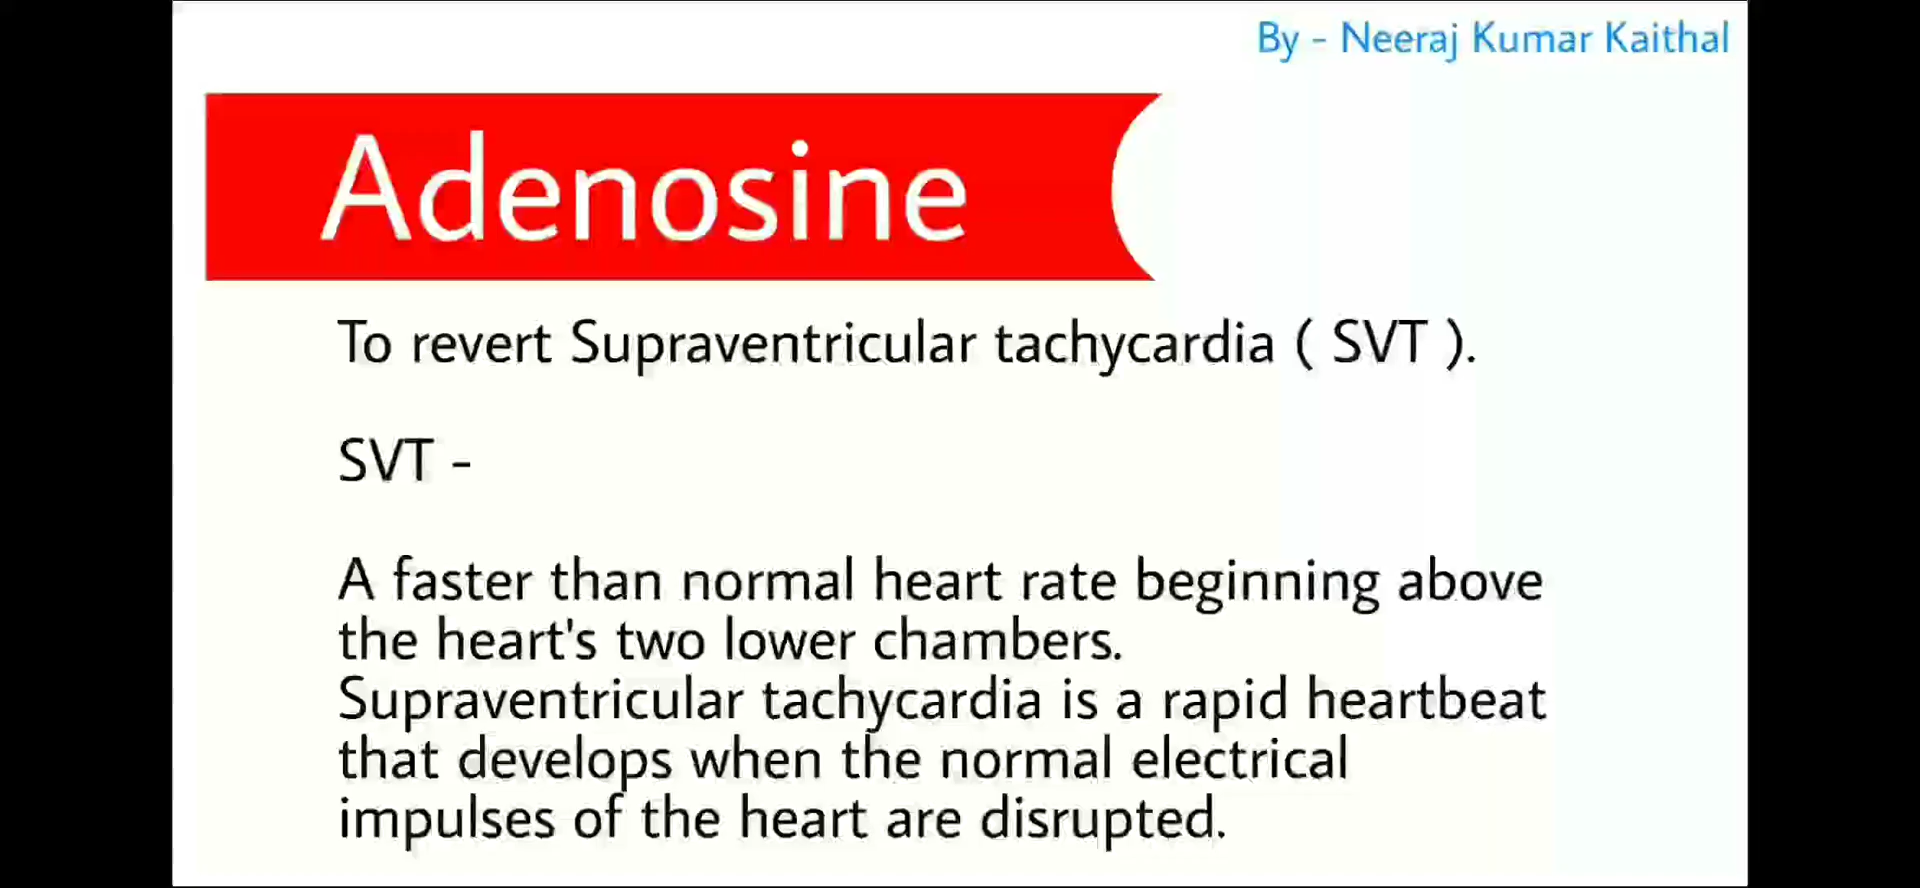 By - Neeraj Kumar Kaithal
Adenosine
To revert Supraventricular tachycardia ( SVT ).
SVT -
A faster than normal heart rate beginning above
the heart's two lower chambers.
Supraventricular tachycardia is a rapid heartbeat
that develops when the normal electrical
impulses of the heart are disrupted.